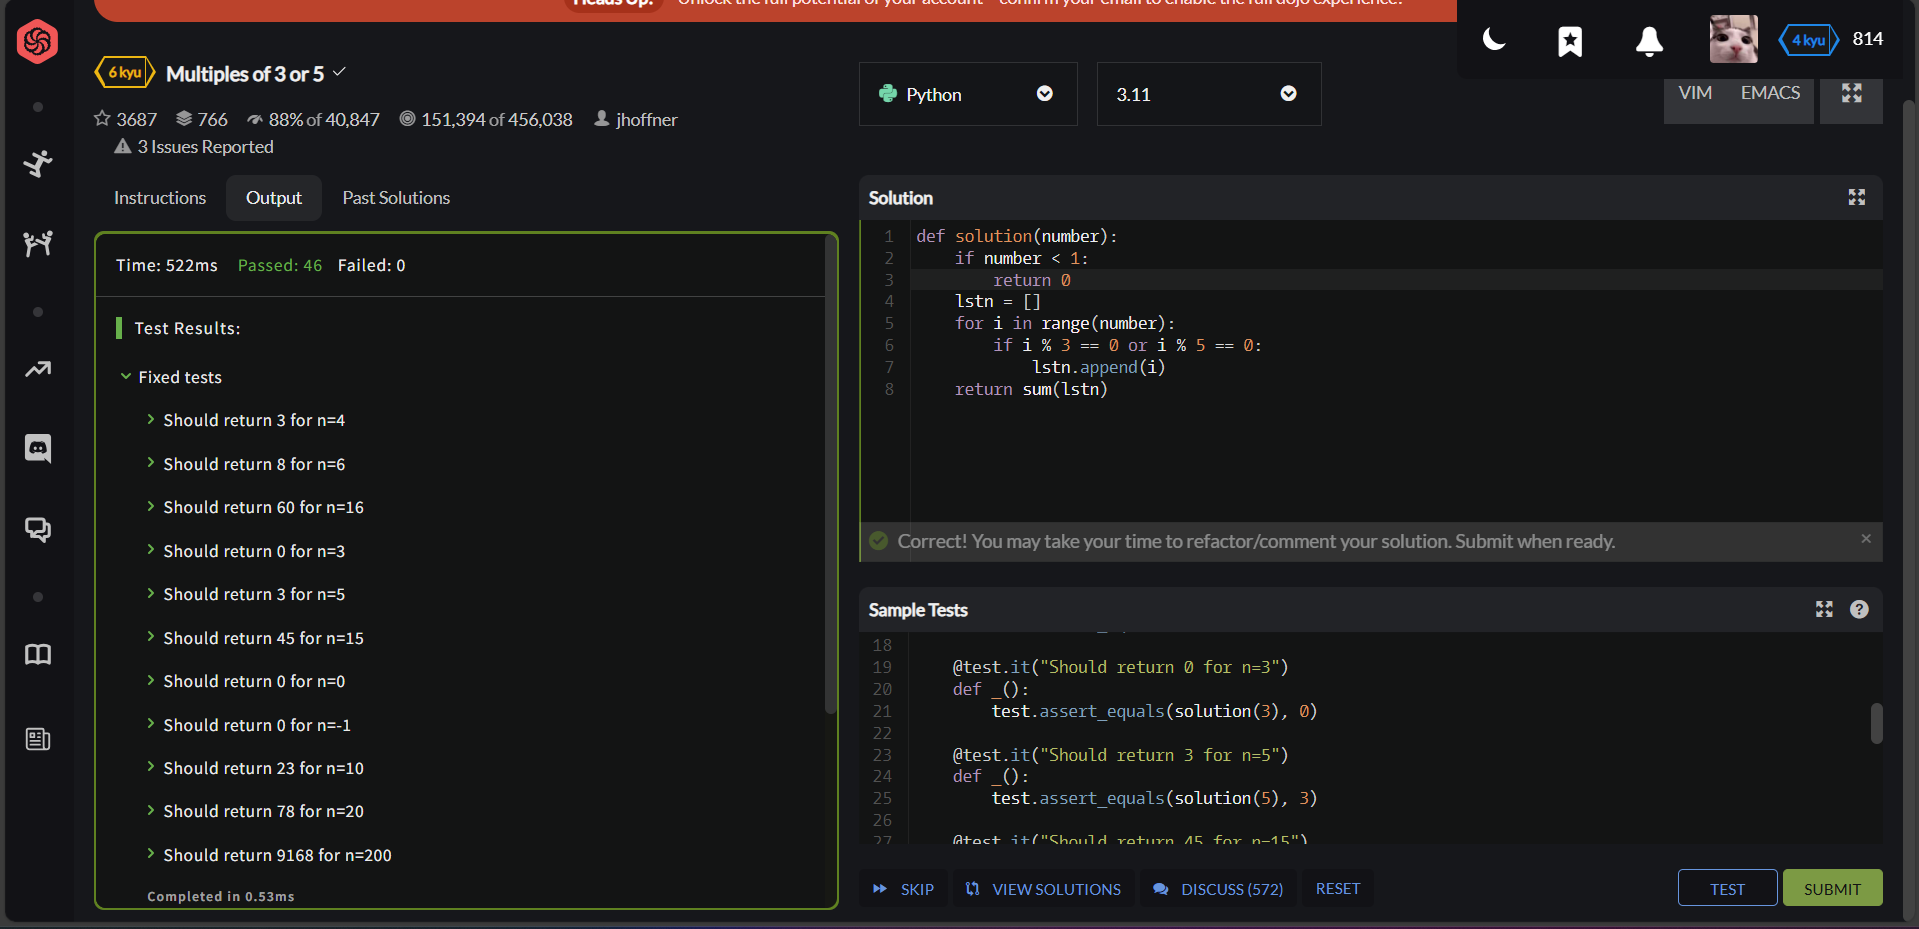 Heads Up! Unlock the full potential of your account - confirm your email to enable the full dojo experience!
4 kyu 814
6 kyu Multiples of 3 or 5
3687 766 88% of 40,847 151,394 of 456,038 jhoffner
3 Issues Reported
Python 3.11
VIM EMACS
Instructions Output Past Solutions
Time: 522ms Passed: 46 Failed: 0
Test Results:
Fixed tests
Should return 3 for n=4
Should return 8 for n=6
Should return 60 for n=16
Should return 0 for n=3
Should return 3 for n=5
Should return 45 for n=15
Should return 0 for n=0
Should return 0 for n=-1
Should return 23 for n=10
Should return 78 for n=20
Should return 9168 for n=200
Completed in 0.53ms
Solution
1 def solution(number):
2     if number < 1:
3         return 0
4     lstn = []
5     for i in range(number):
6         if i % 3 == 0 or i % 5 == 0:
7             lstn.append(i)
8     return sum(lstn)
Correct! You may take your time to refactor/comment your solution. Submit when ready.
Sample Tests
18
19     @test.it("Should return 0 for n=3")
20     def _():
21         test.assert_equals(solution(3), 0)
22
23     @test.it("Should return 3 for n=5")
24     def _():
25         test.assert_equals(solution(5), 3)
26
27     @test.it("Should return 45 for n=15")
SKIP VIEW SOLUTIONS DISCUSS (572) RESET
TEST SUBMIT